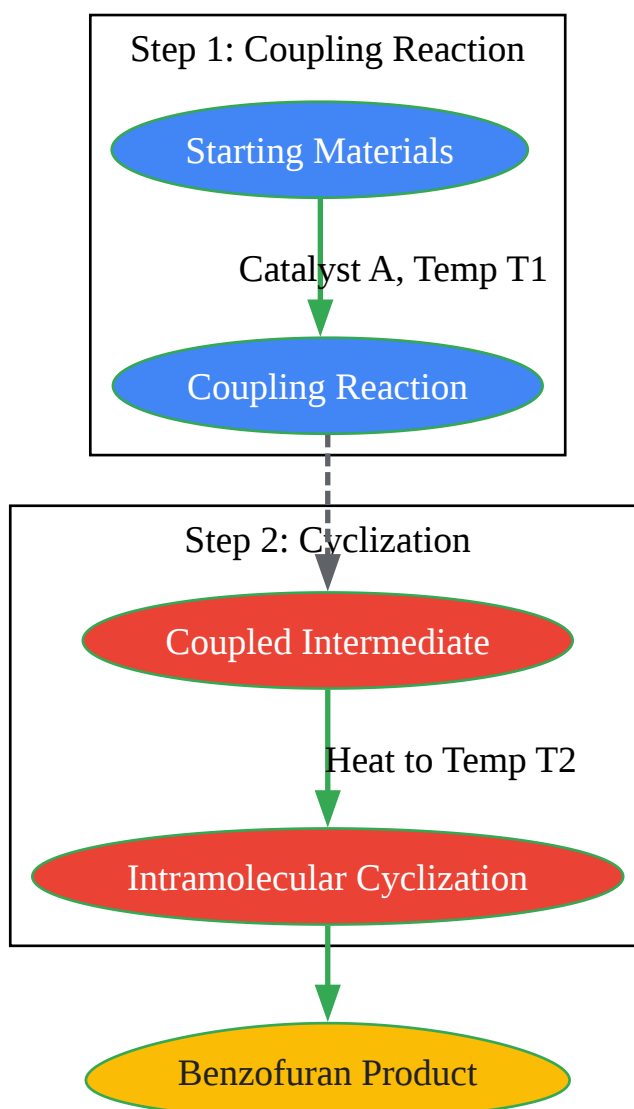 Step 1: Coupling Reaction
Starting Materials
Catalyst A, Temp T1
Coupling Reaction
Step 2: Cyclization
Coupled Intermediate
Heat to Temp T2
Intramolecular Cyclization
Benzofuran Product